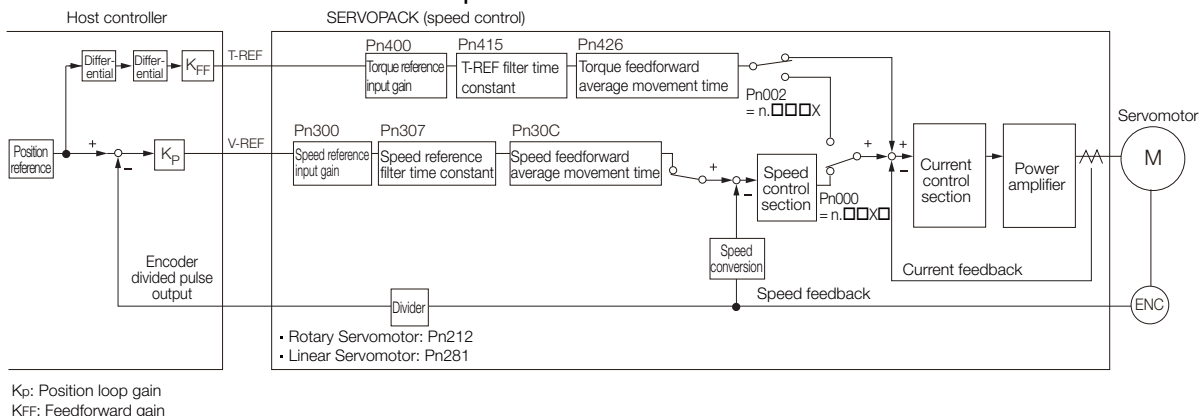 Host controller
SERVOPACK (speed control)
Differ-
ential
Differ-
ential
KFF
T-REF
Pn400
Torque reference
input gain
Pn415
T-REF filter time
constant
Pn426
Torque feedforward
average movement time
Pn002
= n.□□□X
Position
reference
+
-
KP
V-REF
Pn300
Speed reference
input gain
Pn307
Speed reference
filter time constant
Pn30C
Speed feedforward
average movement time
+
-
Speed
control
section
Pn000
= n.□□X□
+
+
-
Current
control
section
Power
amplifier
Servomotor
M
Speed
conversion
Current feedback
Encoder
divided pulse
output
Divider
Speed feedback
ENC
• Rotary Servomotor: Pn212
• Linear Servomotor: Pn281
KP: Position loop gain
KFF: Feedforward gain